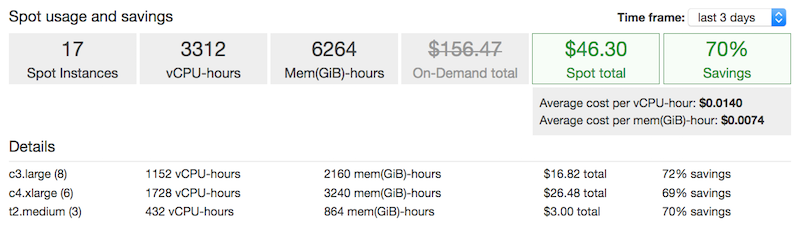 Spot usage and savings
Time frame: last 3 days
17 3312 6264 $156.47 $46.30 70%
Spot Instances vCPU-hours Mem(GiB)-hours On-Demand total Spot total Savings
Average cost per vCPU-hour: $0.0140
Average cost per mem(GiB)-hour: $0.0074
Details
c3.large (8) 1152 vCPU-hours 2160 mem(GiB)-hours $16.82 total 72% savings
c4.xlarge (6) 1728 vCPU-hours 3240 mem(GiB)-hours $26.48 total 69% savings
t2.medium (3) 432 vCPU-hours 864 mem(GiB)-hours $3.00 total 70% savings